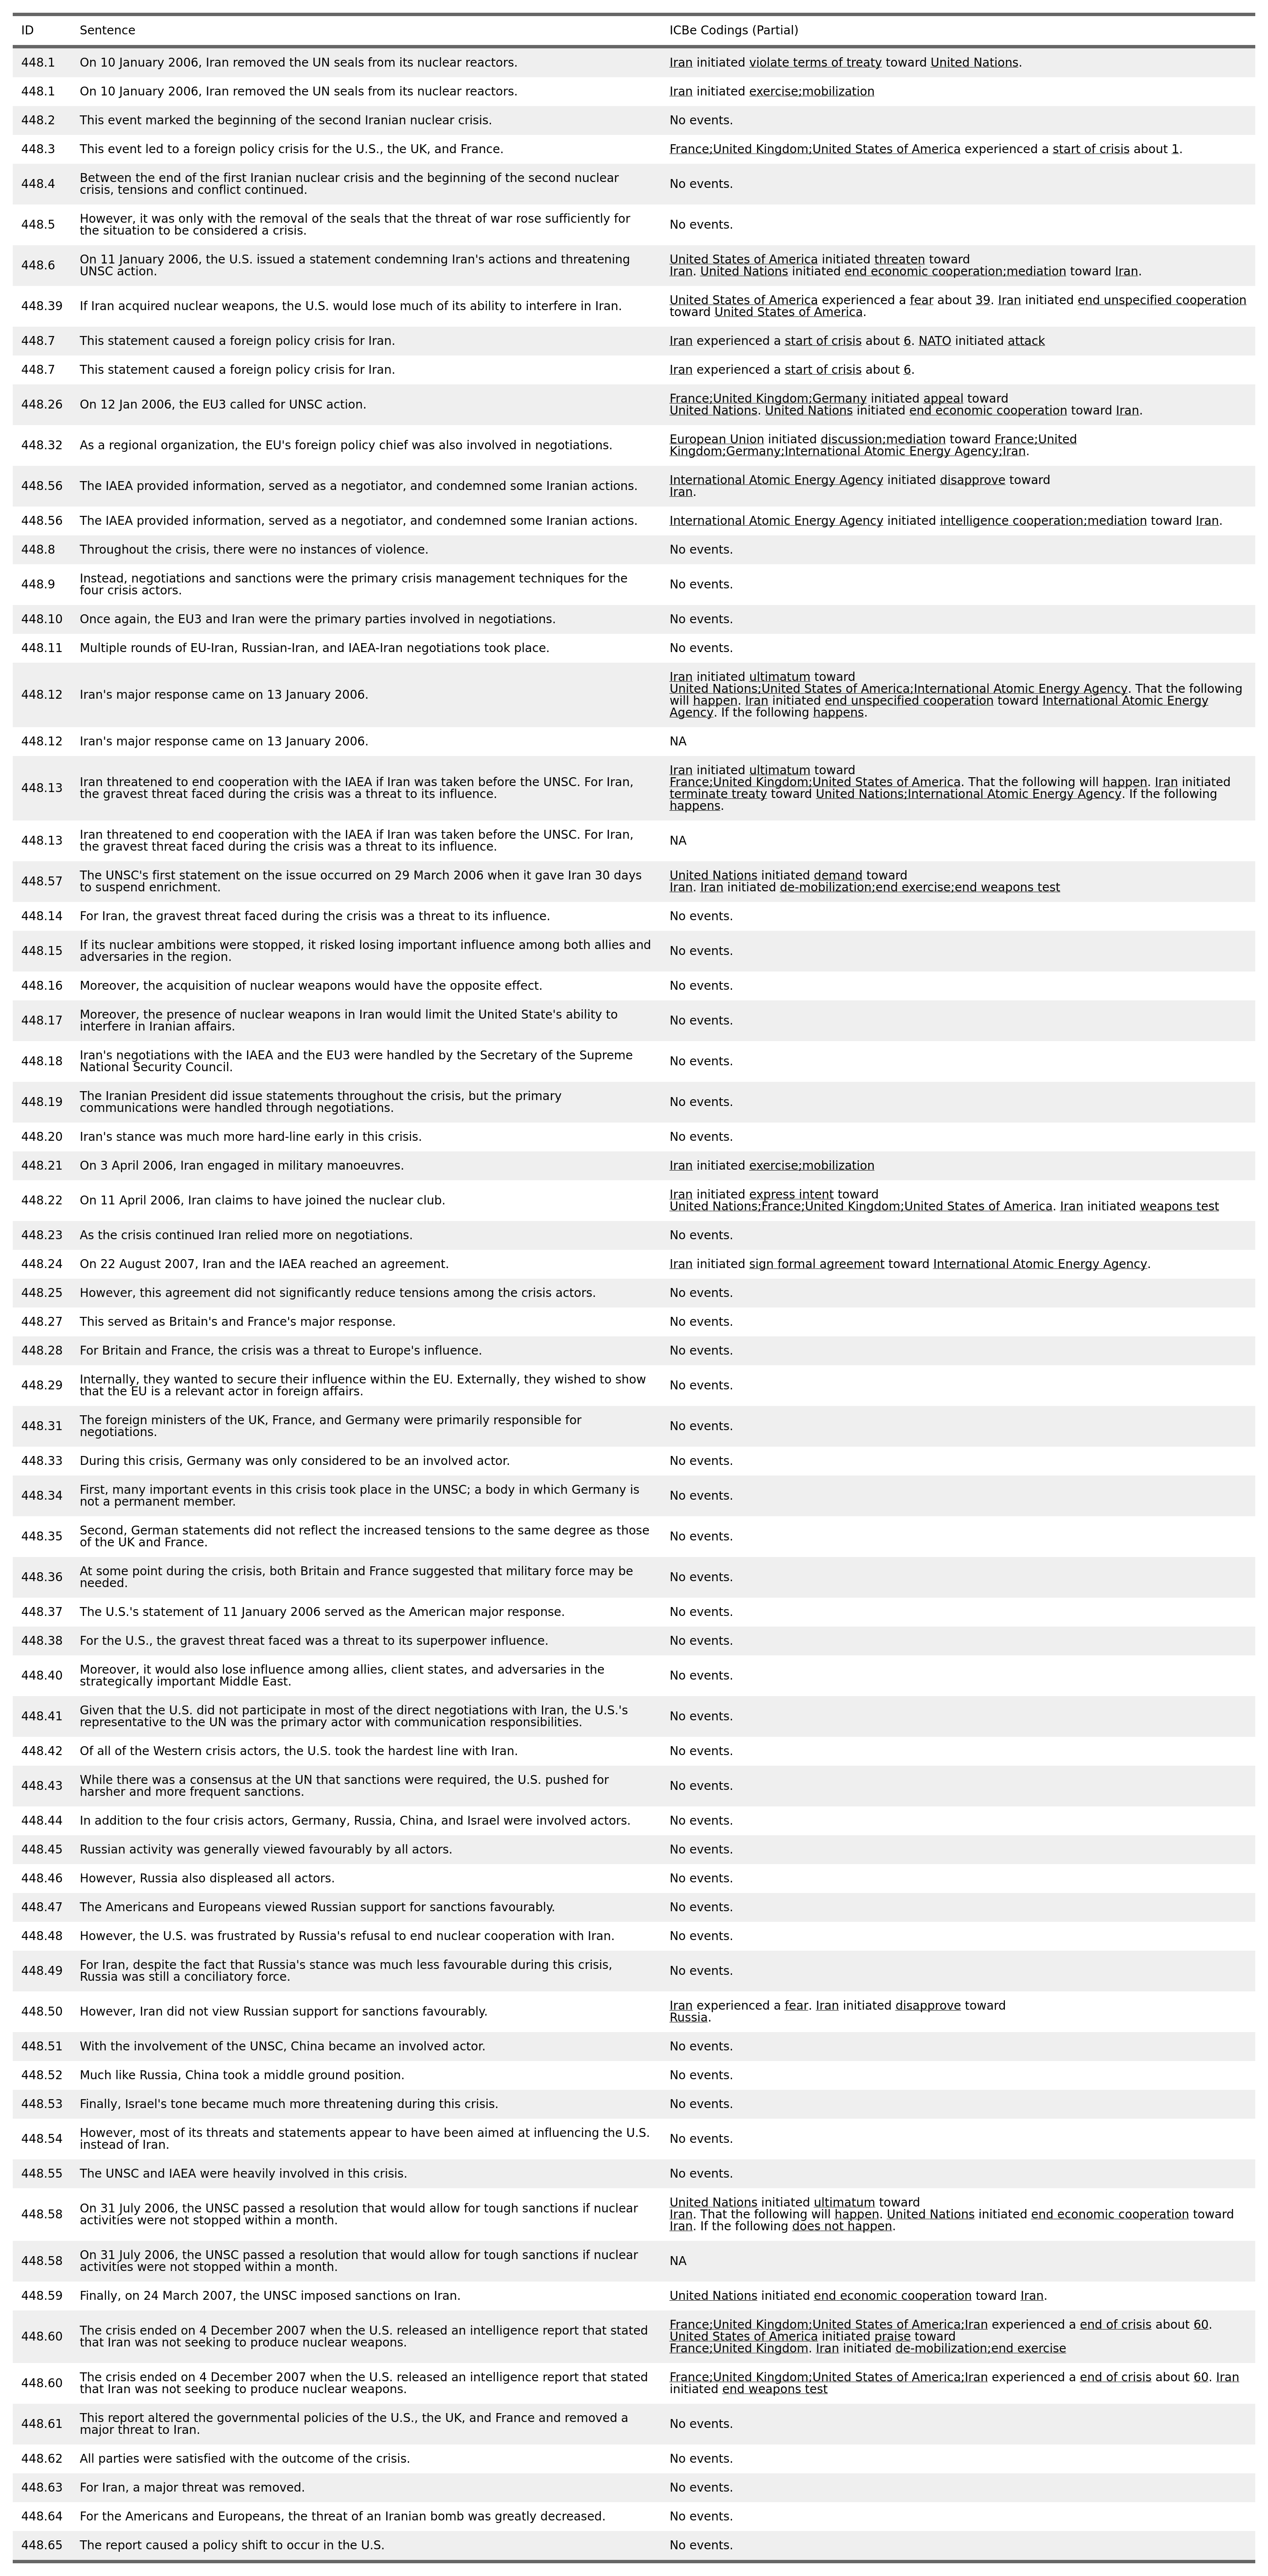 ID Sentence ICBe Codings (Partial)
448.1 On 10 January 2006, Iran removed the UN seals from its nuclear reactors. Iran initiated violate terms of treaty toward United Nations.
448.1 On 10 January 2006, Iran removed the UN seals from its nuclear reactors. Iran initiated exercise;mobilization
448.2 This event marked the beginning of the second Iranian nuclear crisis. No events.
448.3 This event led to a foreign policy crisis for the U.S., the UK, and France. France;United Kingdom;United States of America experienced a start of crisis about 1.
448.4 Between the end of the first Iranian nuclear crisis and the beginning of the second nuclear
crisis, tensions and conflict continued. No events.
448.5 However, it was only with the removal of the seals that the threat of war rose sufficiently for
the situation to be considered a crisis. No events.
448.6 On 11 January 2006, the U.S. issued a statement condemning Iran's actions and threatening
UNSC action. United States of America initiated threaten toward
Iran. United Nations initiated end economic cooperation;mediation toward Iran.
448.39 If Iran acquired nuclear weapons, the U.S. would lose much of its ability to interfere in Iran. United States of America experienced a fear about 39. Iran initiated end unspecified cooperation
toward United States of America.
448.7 This statement caused a foreign policy crisis for Iran. Iran experienced a start of crisis about 6. NATO initiated attack
448.7 This statement caused a foreign policy crisis for Iran. Iran experienced a start of crisis about 6.
448.26 On 12 Jan 2006, the EU3 called for UNSC action. France;United Kingdom;Germany initiated appeal toward
United Nations. United Nations initiated end economic cooperation toward Iran.
448.32 As a regional organization, the EU's foreign policy chief was also involved in negotiations. European Union initiated discussion;mediation toward France;United
Kingdom;Germany;International Atomic Energy Agency;Iran.
448.56 The IAEA provided information, served as a negotiator, and condemned some Iranian actions. International Atomic Energy Agency initiated disapprove toward
Iran.
448.56 The IAEA provided information, served as a negotiator, and condemned some Iranian actions. International Atomic Energy Agency initiated intelligence cooperation;mediation toward Iran.
448.8 Throughout the crisis, there were no instances of violence. No events.
448.9 Instead, negotiations and sanctions were the primary crisis management techniques for the
four crisis actors. No events.
448.10 Once again, the EU3 and Iran were the primary parties involved in negotiations. No events.
448.11 Multiple rounds of EU-Iran, Russian-Iran, and IAEA-Iran negotiations took place. No events.
448.12 Iran's major response came on 13 January 2006. Iran initiated ultimatum toward
United Nations;United States of America;International Atomic Energy Agency. That the following
will happen. Iran initiated end unspecified cooperation toward International Atomic Energy
Agency. If the following happens.
448.12 Iran's major response came on 13 January 2006. NA
448.13 Iran threatened to end cooperation with the IAEA if Iran was taken before the UNSC. For Iran,
the gravest threat faced during the crisis was a threat to its influence. Iran initiated ultimatum toward
France;United Kingdom;United States of America. That the following will happen. Iran initiated
terminate treaty toward United Nations;International Atomic Energy Agency. If the following
happens.
448.13 Iran threatened to end cooperation with the IAEA if Iran was taken before the UNSC. For Iran,
the gravest threat faced during the crisis was a threat to its influence. NA
448.57 The UNSC's first statement on the issue occurred on 29 March 2006 when it gave Iran 30 days
to suspend enrichment. United Nations initiated demand toward
Iran. Iran initiated de-mobilization;end exercise;end weapons test
448.14 For Iran, the gravest threat faced during the crisis was a threat to its influence. No events.
448.15 If its nuclear ambitions were stopped, it risked losing important influence among both allies and
adversaries in the region. No events.
448.16 Moreover, the acquisition of nuclear weapons would have the opposite effect. No events.
448.17 Moreover, the presence of nuclear weapons in Iran would limit the United State's ability to
interfere in Iranian affairs. No events.
448.18 Iran's negotiations with the IAEA and the EU3 were handled by the Secretary of the Supreme
National Security Council. No events.
448.19 The Iranian President did issue statements throughout the crisis, but the primary
communications were handled through negotiations. No events.
448.20 Iran's stance was much more hard-line early in this crisis. No events.
448.21 On 3 April 2006, Iran engaged in military manoeuvres. Iran initiated exercise;mobilization
448.22 On 11 April 2006, Iran claims to have joined the nuclear club. Iran initiated express intent toward
United Nations;France;United Kingdom;United States of America. Iran initiated weapons test
448.23 As the crisis continued Iran relied more on negotiations. No events.
448.24 On 22 August 2007, Iran and the IAEA reached an agreement. Iran initiated sign formal agreement toward International Atomic Energy Agency.
448.25 However, this agreement did not significantly reduce tensions among the crisis actors. No events.
448.27 This served as Britain's and France's major response. No events.
448.28 For Britain and France, the crisis was a threat to Europe's influence. No events.
448.29 Internally, they wanted to secure their influence within the EU. Externally, they wished to show
that the EU is a relevant actor in foreign affairs. No events.
448.31 The foreign ministers of the UK, France, and Germany were primarily responsible for
negotiations. No events.
448.33 During this crisis, Germany was only considered to be an involved actor. No events.
448.34 First, many important events in this crisis took place in the UNSC; a body in which Germany is
not a permanent member. No events.
448.35 Second, German statements did not reflect the increased tensions to the same degree as those
of the UK and France. No events.
448.36 At some point during the crisis, both Britain and France suggested that military force may be
needed. No events.
448.37 The U.S.'s statement of 11 January 2006 served as the American major response. No events.
448.38 For the U.S., the gravest threat faced was a threat to its superpower influence. No events.
448.40 Moreover, it would also lose influence among allies, client states, and adversaries in the
strategically important Middle East. No events.
448.41 Given that the U.S. did not participate in most of the direct negotiations with Iran, the U.S.'s
representative to the UN was the primary actor with communication responsibilities. No events.
448.42 Of all of the Western crisis actors, the U.S. took the hardest line with Iran. No events.
448.43 While there was a consensus at the UN that sanctions were required, the U.S. pushed for
harsher and more frequent sanctions. No events.
448.44 In addition to the four crisis actors, Germany, Russia, China, and Israel were involved actors. No events.
448.45 Russian activity was generally viewed favourably by all actors. No events.
448.46 However, Russia also displeased all actors. No events.
448.47 The Americans and Europeans viewed Russian support for sanctions favourably. No events.
448.48 However, the U.S. was frustrated by Russia's refusal to end nuclear cooperation with Iran. No events.
448.49 For Iran, despite the fact that Russia's stance was much less favourable during this crisis,
Russia was still a conciliatory force. No events.
448.50 However, Iran did not view Russian support for sanctions favourably. Iran experienced a fear. Iran initiated disapprove toward
Russia.
448.51 With the involvement of the UNSC, China became an involved actor. No events.
448.52 Much like Russia, China took a middle ground position. No events.
448.53 Finally, Israel's tone became much more threatening during this crisis. No events.
448.54 However, most of its threats and statements appear to have been aimed at influencing the U.S.
instead of Iran. No events.
448.55 The UNSC and IAEA were heavily involved in this crisis. No events.
448.58 On 31 July 2006, the UNSC passed a resolution that would allow for tough sanctions if nuclear
activities were not stopped within a month. United Nations initiated ultimatum toward
Iran. That the following will happen. United Nations initiated end economic cooperation toward
Iran. If the following does not happen.
448.58 On 31 July 2006, the UNSC passed a resolution that would allow for tough sanctions if nuclear
activities were not stopped within a month. NA
448.59 Finally, on 24 March 2007, the UNSC imposed sanctions on Iran. United Nations initiated end economic cooperation toward Iran.
448.60 The crisis ended on 4 December 2007 when the U.S. released an intelligence report that stated
that Iran was not seeking to produce nuclear weapons. France;United Kingdom;United States of America;Iran experienced a end of crisis about 60.
United States of America initiated praise toward
France;United Kingdom. Iran initiated de-mobilization;end exercise
448.60 The crisis ended on 4 December 2007 when the U.S. released an intelligence report that stated
that Iran was not seeking to produce nuclear weapons. France;United Kingdom;United States of America;Iran experienced a end of crisis about 60. Iran
initiated end weapons test
448.61 This report altered the governmental policies of the U.S., the UK, and France and removed a
major threat to Iran. No events.
448.62 All parties were satisfied with the outcome of the crisis. No events.
448.63 For Iran, a major threat was removed. No events.
448.64 For the Americans and Europeans, the threat of an Iranian bomb was greatly decreased. No events.
448.65 The report caused a policy shift to occur in the U.S. No events.